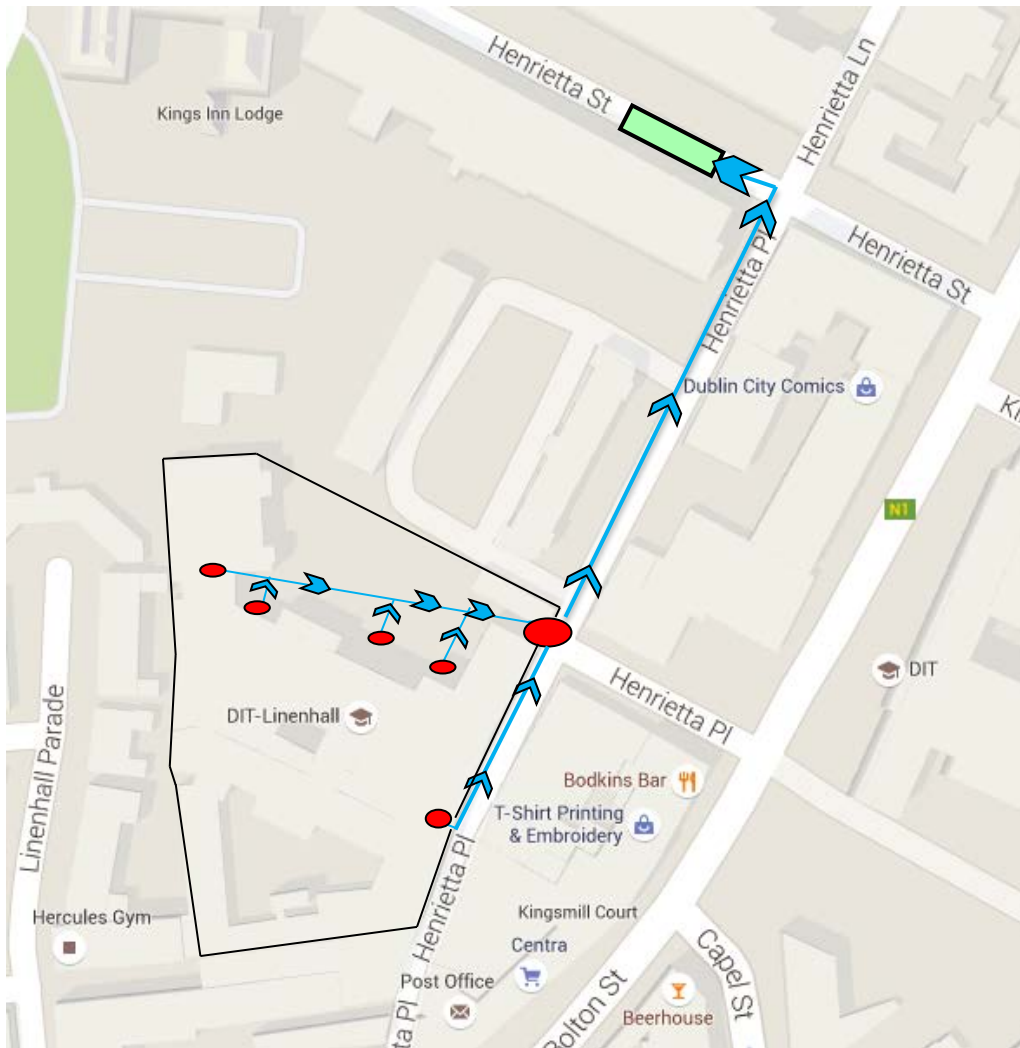 Henrietta St
Henrietta Ln
Kings Inn Lodge
Henrietta Pl
Henrietta St
Dublin City Comics
N1
DIT
Henrietta Pl
DIT-Linenhall
Linenhall Parade
Bodkins Bar
T-Shirt Printing
& Embroidery
Henrietta Pl
Hercules Gym
Kingsmill Court
Centra
Capel St
Post Office
Bolton St
Beerhouse
ta Pl